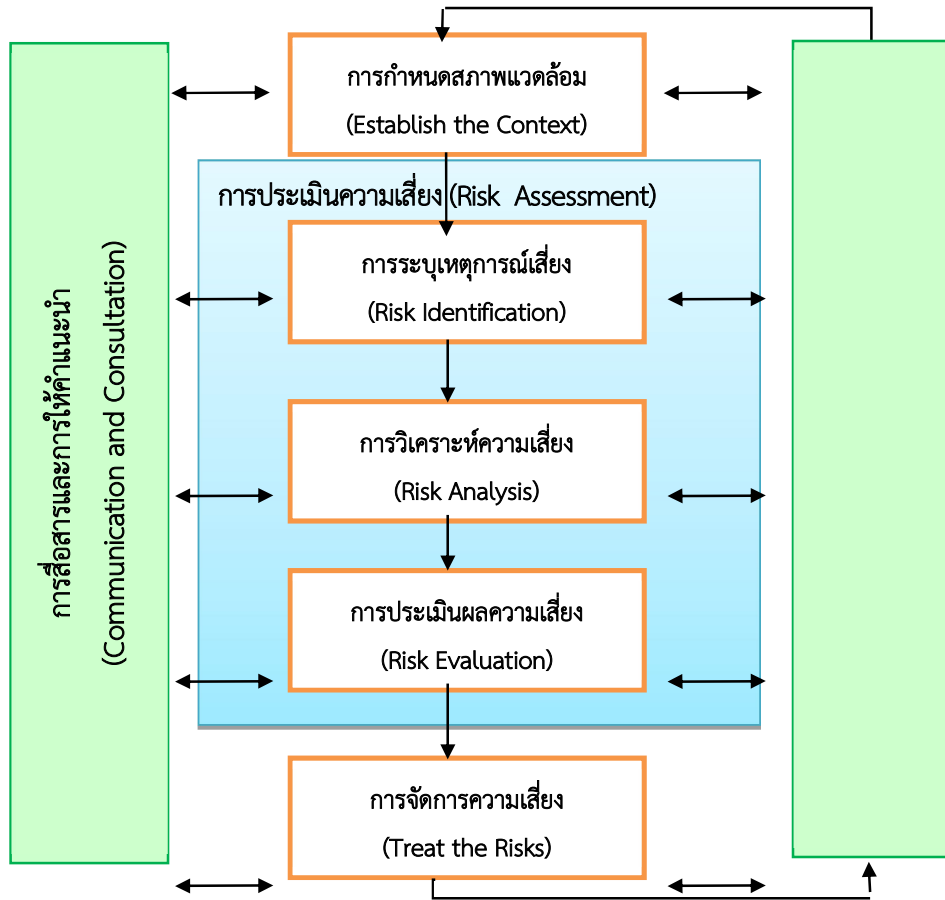 การกำหนดสภาพแวดล้อม
(Establish the Context)
การประเมินความเสี่ยง (Risk Assessment)
การระบุเหตุการณ์เสี่ยง
(Risk Identification)
การวิเคราะห์ความเสี่ยง
(Risk Analysis)
การประเมินผลความเสี่ยง
(Risk Evaluation)
การจัดการความเสี่ยง
(Treat the Risks)
การสื่อสารและการให้คำแนะนำ
(Communication and Consultation)